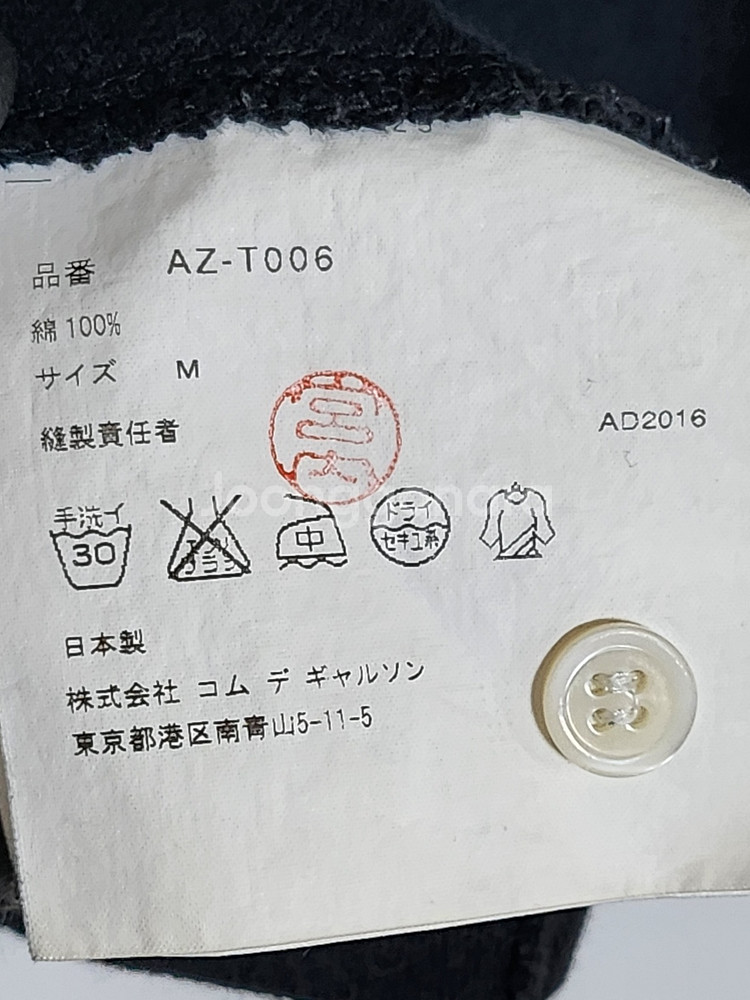 品番 AZ-T006
綿 100%
サイズ M
縫製責任者 宮内
AD2016
手洗イ 30
中
ドライ
セキユ系
日本製
株式会社 コム デ ギャルソン
東京都港区南青山5-11-5